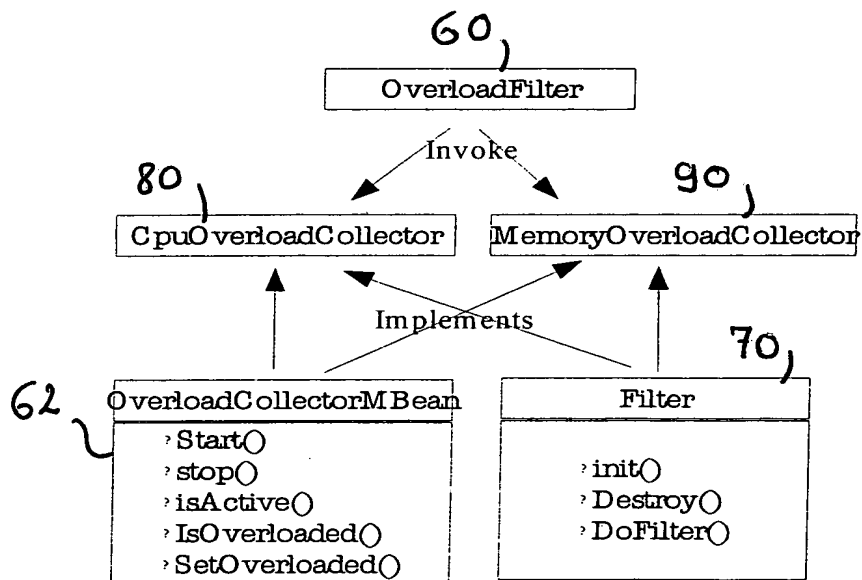 60
OverloadFilter
Invoke
80
90
CpuOverloadCollector
MemoryOverloadCollector
Implements
70
62
OverloadCollectorMBean
Filter
Start()
stop()
isActive()
IsOverloaded()
SetOverloaded()
init()
Destroy()
DoFilter()